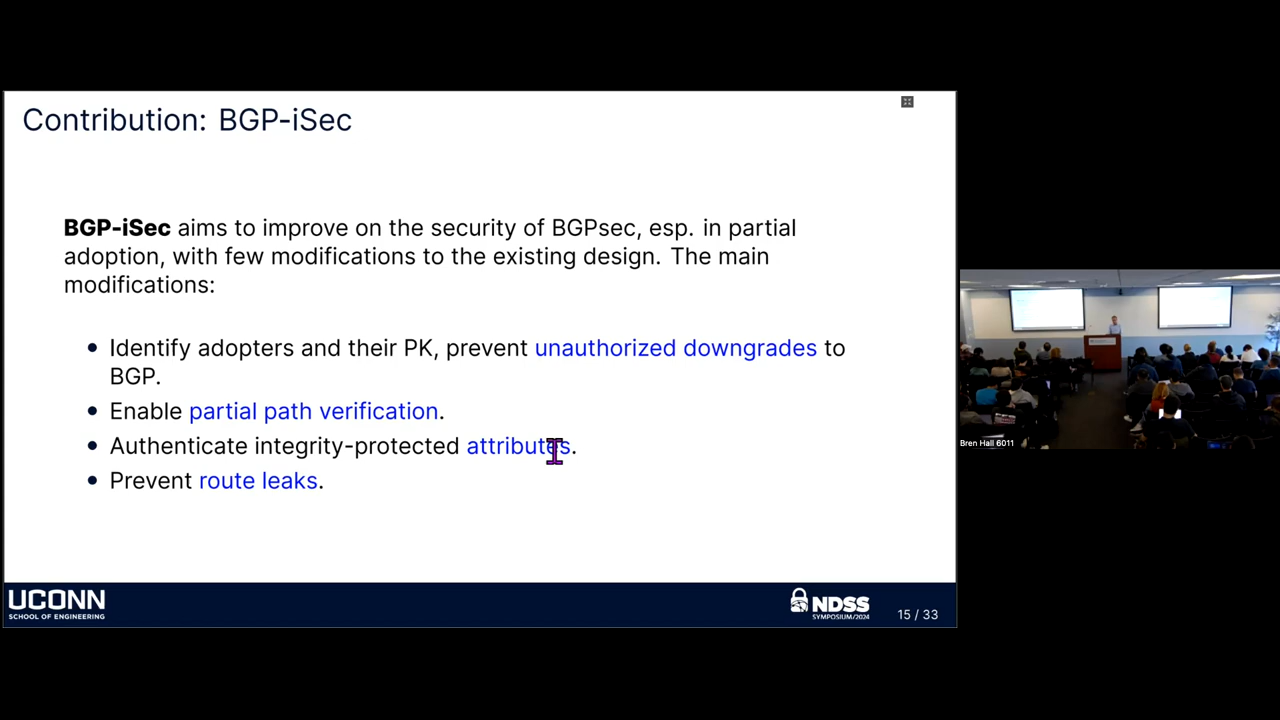 Contribution: BGP-iSec
BGP-iSec aims to improve on the security of BGPsec, esp. in partial
adoption, with few modifications to the existing design. The main
modifications:
• Identify adopters and their PK, prevent unauthorized downgrades to
BGP.
• Enable partial path verification.
• Authenticate integrity-protected attributes.
• Prevent route leaks.
UCONN
SCHOOL OF ENGINEERING
NDSS
SYMPOSIUM/2024
15 / 33
Bren Hall 6011